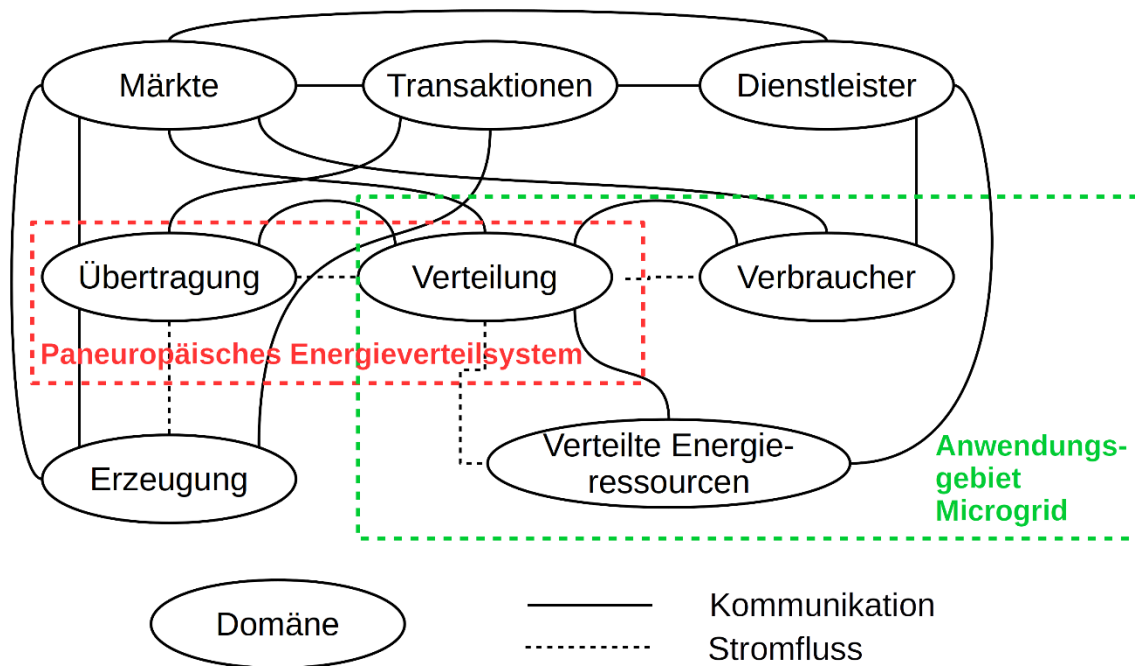 Märkte
Transaktionen
Dienstleister
Übertragung
Verteilung
Verbraucher
Paneuropäisches Energieverteilsystem
Erzeugung
Verteilte Energie-
ressourcen
Anwendungs-
gebiet
Microgrid
Domäne
Kommunikation
Stromfluss